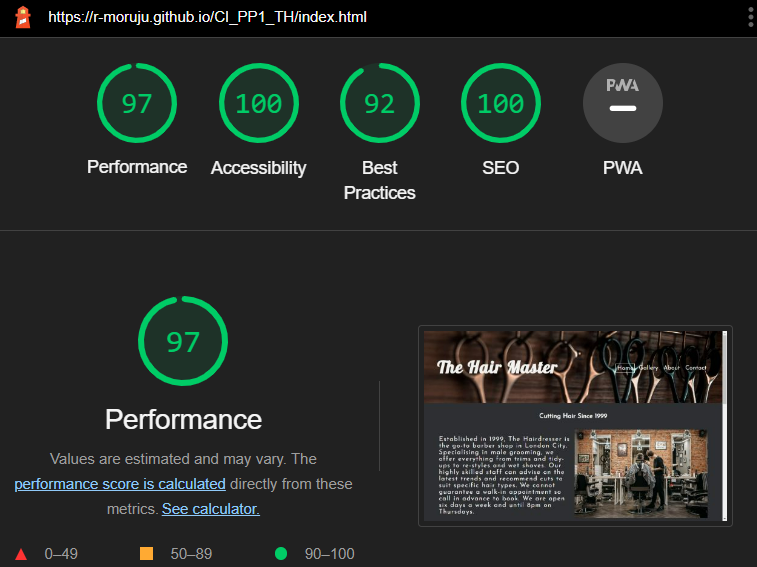 https://r-moruju.github.io/CI_PP1_TH/index.html
97
100
92
100
PWA
Performance
Accessibility
Best
Practices
SEO
PWA
97
Performance
Values are estimated and may vary. The
performance score is calculated directly from these
metrics. See calculator.
0–49
50–89
90–100
The Hair Master
Home Gallery About Contact
Cutting Hair Since 1999
Established in 1999, The Hairdresser is
the go-to barber shop in London City.
Specialising in male grooming, we
offer everything from trims and tidy-
ups to re-styles and wet shaves. Our
highly skilled staff can advise on the
latest trends and recommend cuts to
suit specific hair types. We cannot
guarantee a walk-in appointment so
call in advance to book. We are open
six days a week and until 8pm on
Thursdays.